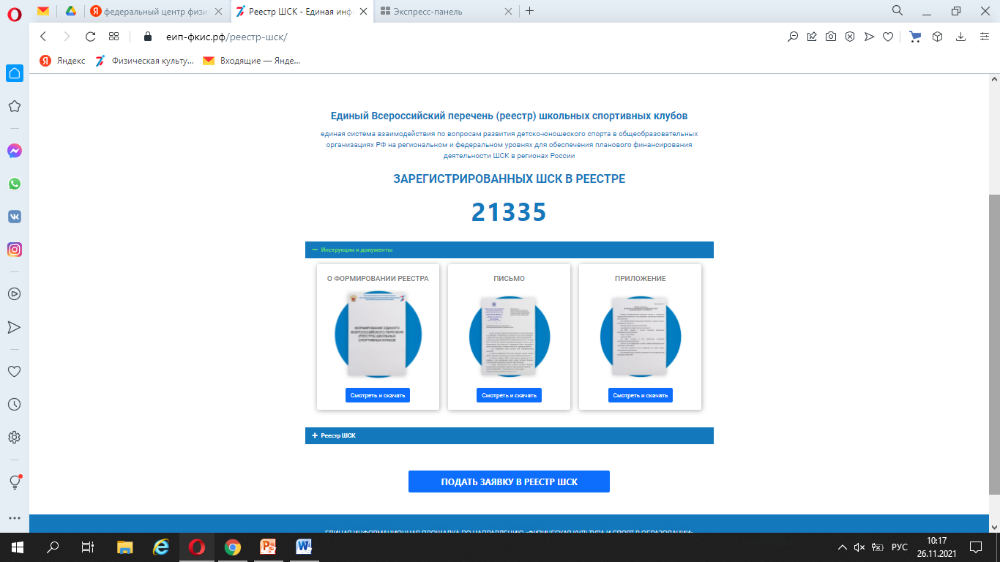 федеральный центр физи
Реестр ШСК - Единая инф
Экспресс-панель
еип-фкис.рф/реестр-шск/
Яндекс
Физическая культу...
Входящие — Янде...
Единый Всероссийский перечень (реестр) школьных спортивных клубов
единая система взаимодействия по вопросам развития детско-юношеского спорта в общеобразовательных
организациях РФ на региональном и федеральном уровнях для обеспечения планового финансирования
деятельности ШСК в регионах России
ЗАРЕГИСТРИРОВАННЫХ ШСК В РЕЕСТРЕ
21335
Инструкции и документы
О ФОРМИРОВАНИИ РЕЕСТРА
ФОРМИРОВАНИЕ ЕДИНОГО
ВСЕРОССИЙСКОГО ПЕРЕЧНЯ
(РЕЕСТРА) ШКОЛЬНЫХ
СПОРТИВНЫХ КЛУБОВ
Смотреть и скачать
ПИСЬМО
Смотреть и скачать
ПРИЛОЖЕНИЕ
Смотреть и скачать
Реестр ШСК
ПОДАТЬ ЗАЯВКУ В РЕЕСТР ШСК
ЕДИНАЯ ИНФОРМАЦИОННАЯ ПЛОЩАДКА ПО НАПРАВЛЕНИЮ «ФИЗИЧЕСКАЯ КУЛЬТУРА И СПОРТ В ОБРАЗОВАНИИ»
РУС
10:17
26.11.2021